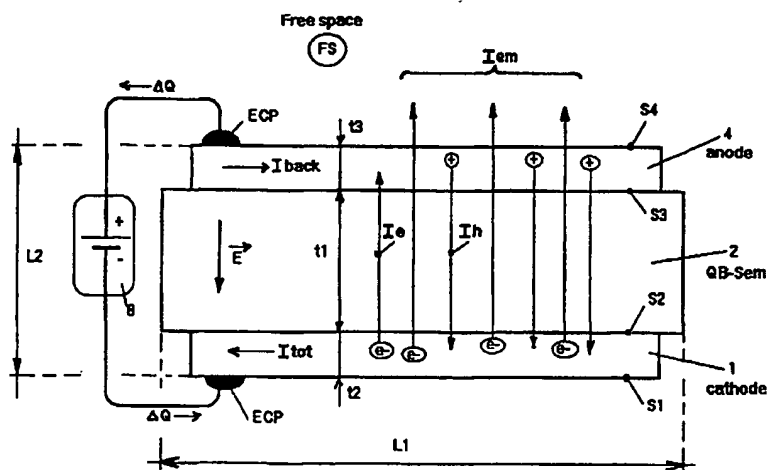 Free space
FS
Iem
← ΔQ
ECP
t3
S4
4
anode
→ Iback
+
+
+
S3
L2
+
-
8
E
t1
Ie
Ih
2
QB-Sem
S2
← Itot
e-
e-
e-
e-
1
cathode
t2
S1
ΔQ →
ECP
L1